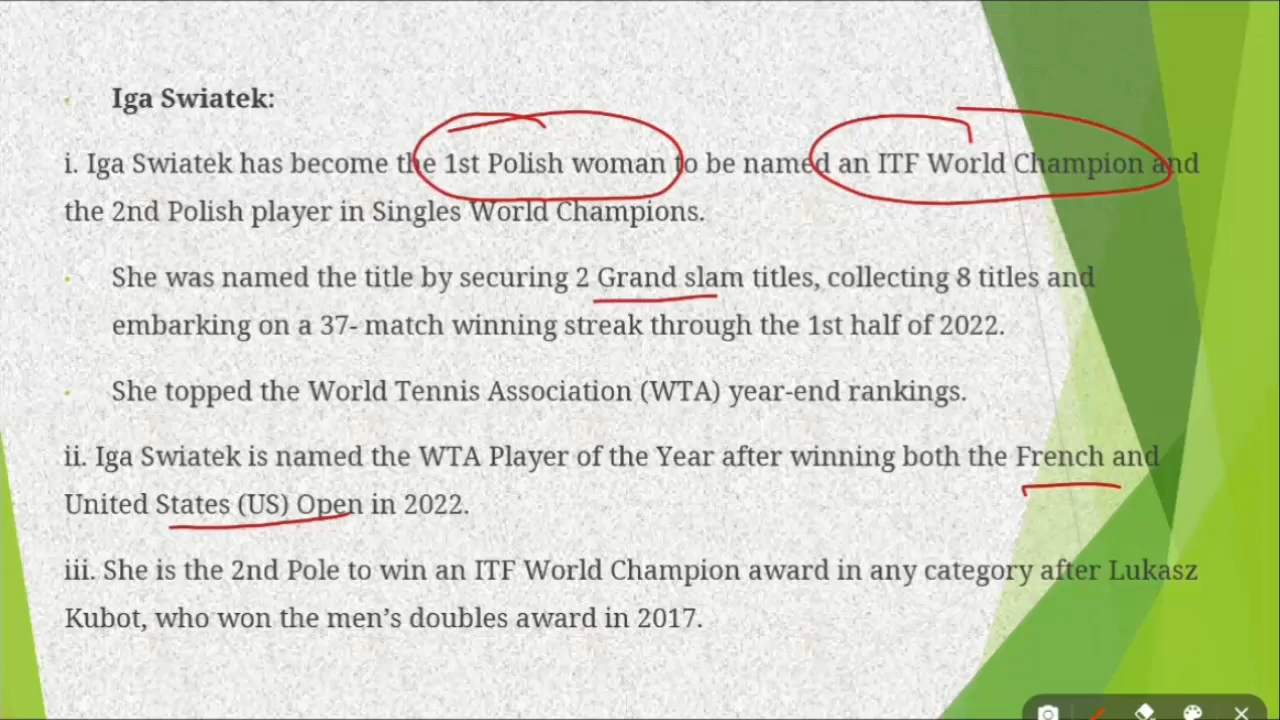 Iga Swiatek:
i. Iga Swiatek has become the 1st Polish woman to be named an ITF World Champion and
the 2nd Polish player in Singles World Champions.
She was named the title by securing 2 Grand slam titles, collecting 8 titles and
embarking on a 37- match winning streak through the 1st half of 2022.
She topped the World Tennis Association (WTA) year-end rankings.
ii. Iga Swiatek is named the WTA Player of the Year after winning both the French and
United States (US) Open in 2022.
iii. She is the 2nd Pole to win an ITF World Champion award in any category after Lukasz
Kubot, who won the men’s doubles award in 2017.